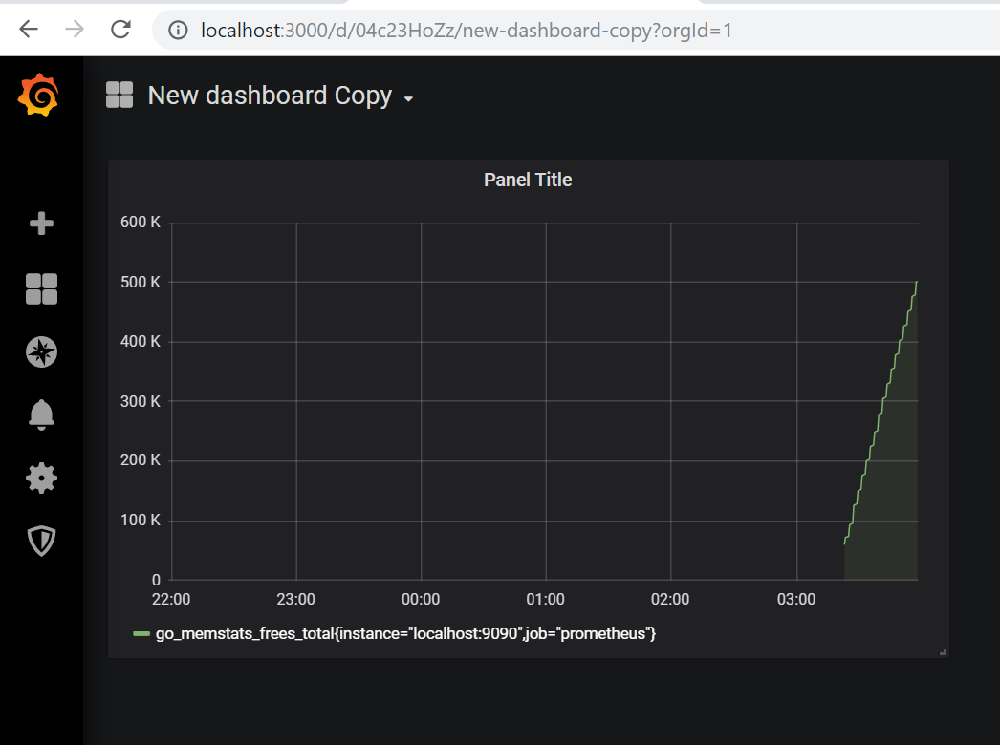 localhost:3000/d/04c23HoZz/new-dashboard-copy?orgId=1
New dashboard Copy
Panel Title
600 K
500 K
400 K
300 K
200 K
100 K
0
22:00 23:00 00:00 01:00 02:00 03:00
go_memstats_frees_total{instance="localhost:9090",job="prometheus"}